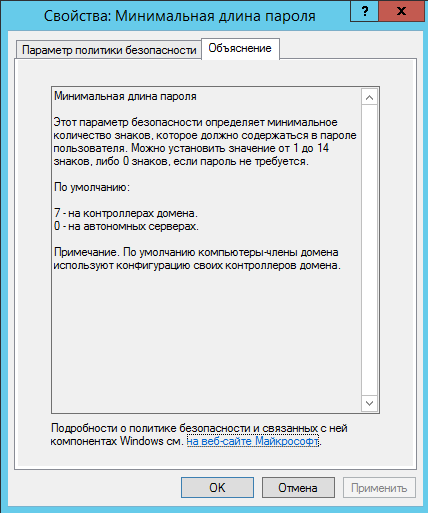 Свойства: Минимальная длина пароля
? x
Параметр политики безопасности Объяснение
Минимальная длина пароля
Этот параметр безопасности определяет минимальное
количество знаков, которое должно содержаться в пароле
пользователя. Можно установить значение от 1 до 14
знаков, либо 0 знаков, если пароль не требуется.
По умолчанию:
7 - на контроллерах домена.
0 - на автономных серверах.
Примечание. По умолчанию компьютеры-члены домена
используют конфигурацию своих контроллеров домена.
Подробности о политике безопасности и связанных с ней
компонентах Windows см. на веб-сайте Майкрософт.
OK Отмена Применить